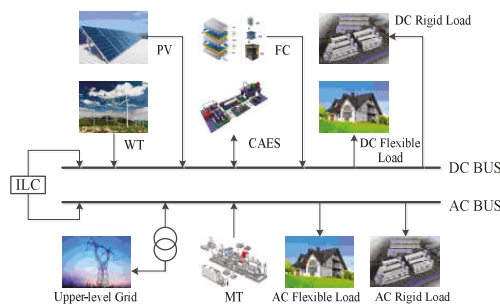 PV
FC
DC Rigid Load
WT
CAES
DC Flexible
Load
DC BUS
ILC
AC BUS
Upper-level Grid
MT
AC Flexible Load
AC Rigid Load